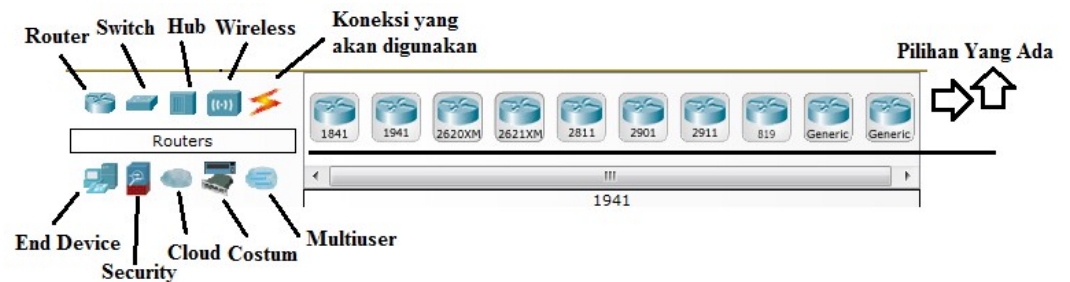 Router Switch Hub Wireless Koneksi yang
akan digunakan
Pilihan Yang Ada
Routers
1841 1941 2620XM 2621XM 2811 2901 2911 819 Generic Generic
1941
End Device Security Cloud Costum Multiuser